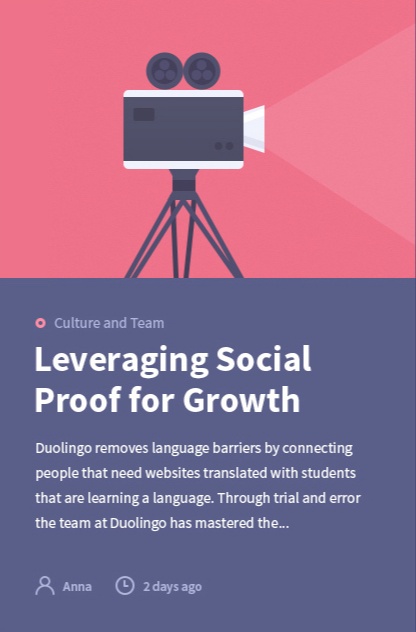 Culture and Team
Leveraging Social
Proof for Growth
Duolingo removes language barriers by connecting
people that need websites translated with students
that are learning a language. Through trial and error
the team at Duolingo has mastered the...
Anna 2 days ago